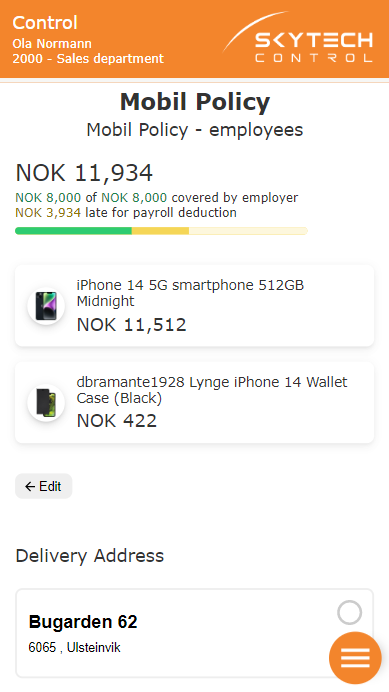 Control
Ola Normann
2000 - Sales department
SKYTECH
CONTROL
Mobil Policy
Mobil Policy - employees
NOK 11,934
NOK 8,000 of NOK 8,000 covered by employer
NOK 3,934 late for payroll deduction
iPhone 14 5G smartphone 512GB
Midnight
NOK 11,512
dbramante1928 Lynge iPhone 14 Wallet
Case (Black)
NOK 422
← Edit
Delivery Address
Bugarden 62
6065 , Ulsteinvik